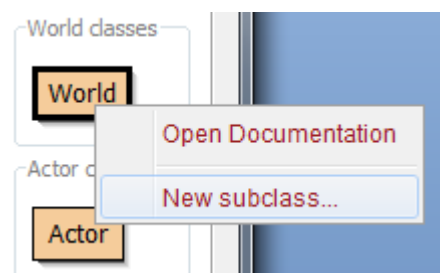 World classes
World
Open Documentation
Actor c
New subclass...
Actor